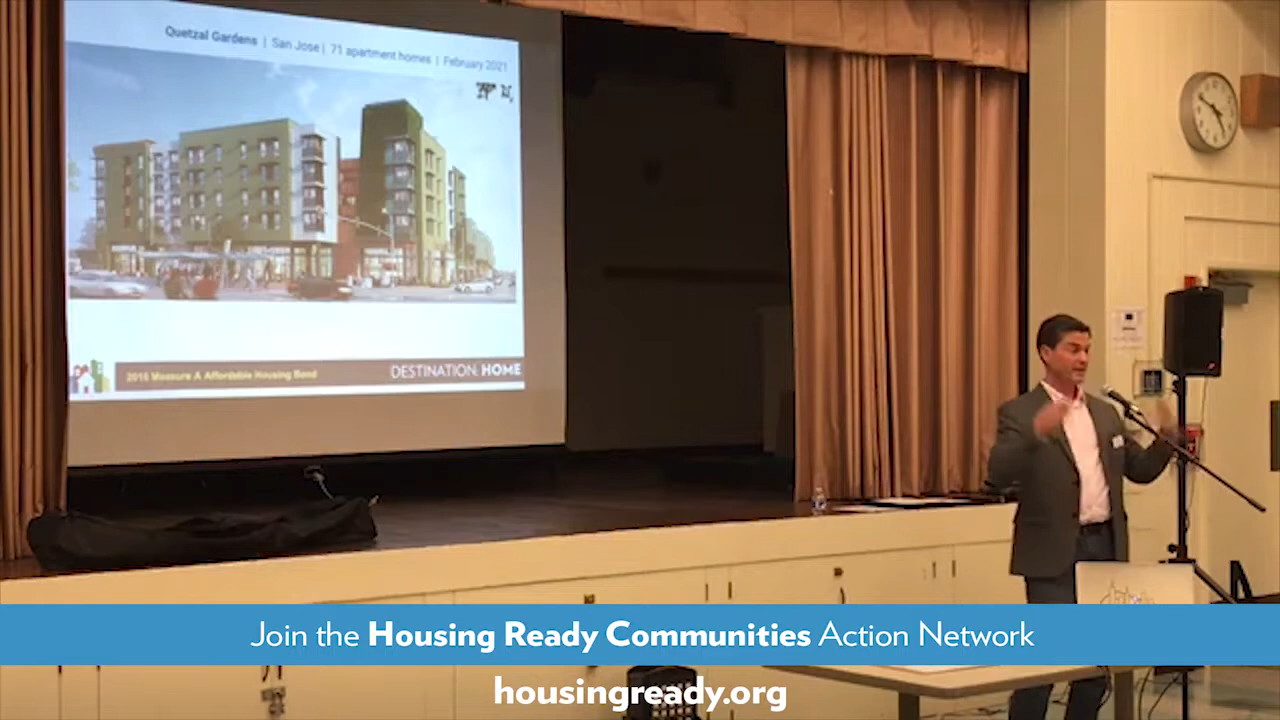 Quetzal Gardens | San Jose | 71 apartment homes | February 2021
2016 Measure A Affordable Housing Bond
DESTINATION: HOME
Join the Housing Ready Communities Action Network
housingready.org